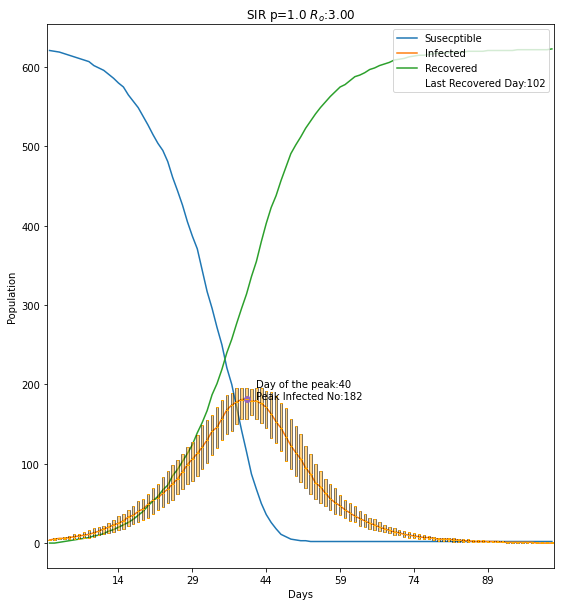 SIR p=1.0 Rₒ:3.00
Susecptible
Infected
Recovered
Last Recovered Day:102
600
500
400
300
200
100
0
Population
Day of the peak:40
Peak Infected No:182
14 29 44 59 74 89
Days